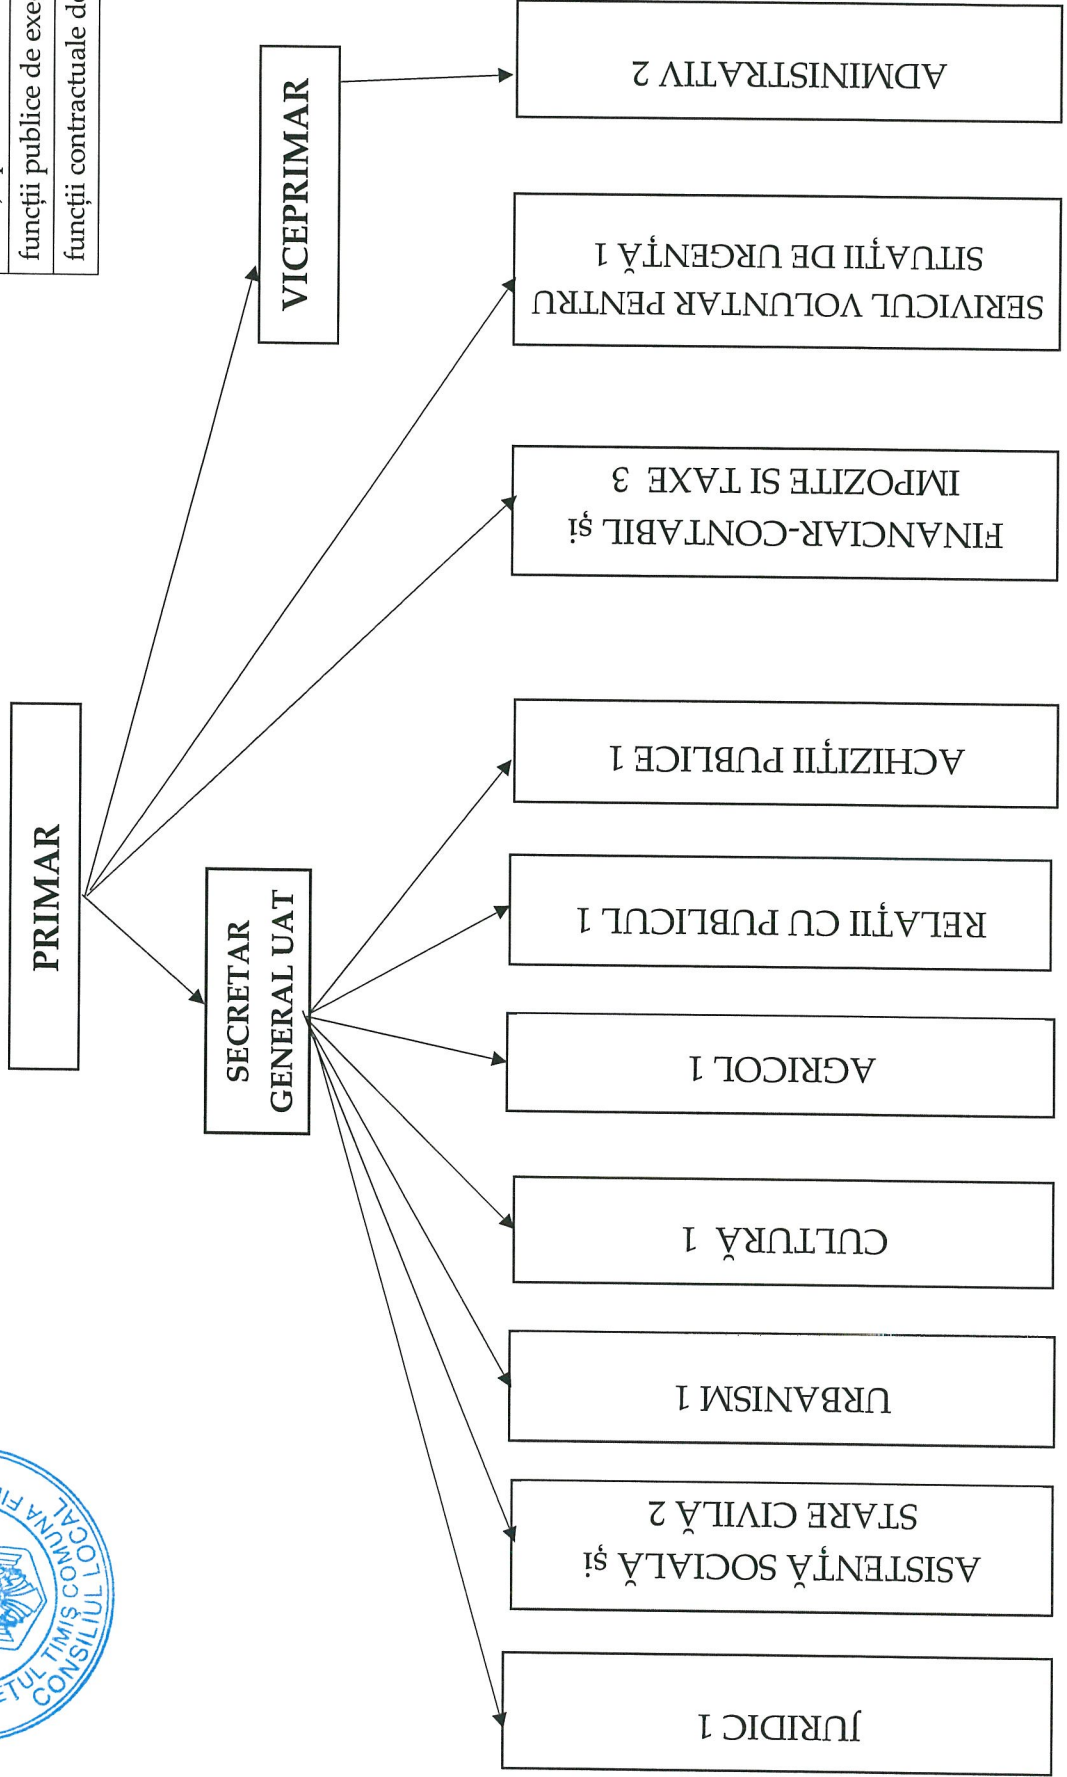 funcții publice de
funcții contractuale
PRIMAR
VICEPRIMAR
SECRETAR
GENERAL UAT
JURIDIC 1
ASISTENȚĂ SOCIALĂ și
STARE CIVILĂ 2
URBANISM 1
CULTURĂ 1
AGRICOL 1
RELAȚII CU PUBLICUL 1
ACHIZIȚII PUBLICE 1
FINANCIAR-CONTABIL și
IMPOZITE SI TAXE 3
SERIVICUL VOLUNTAR PENTRU
SITUAȚII DE URGENȚĂ 1
ADMINISTRATIV 2
TIMIȘ COMUNA
CONSILIUL LOCAL